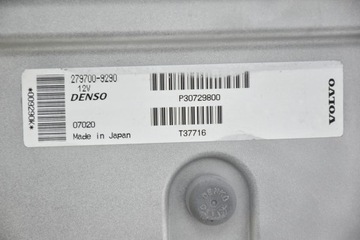 279700-9290
12V
DENSO
P30729800
07020
Made in Japan
T37716
VOLVO